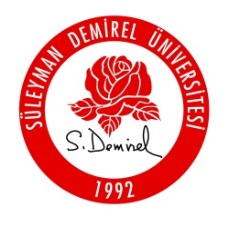 SÜLEYMAN DEMİREL ÜNİVERSİTESİ
S. Demirel
1992